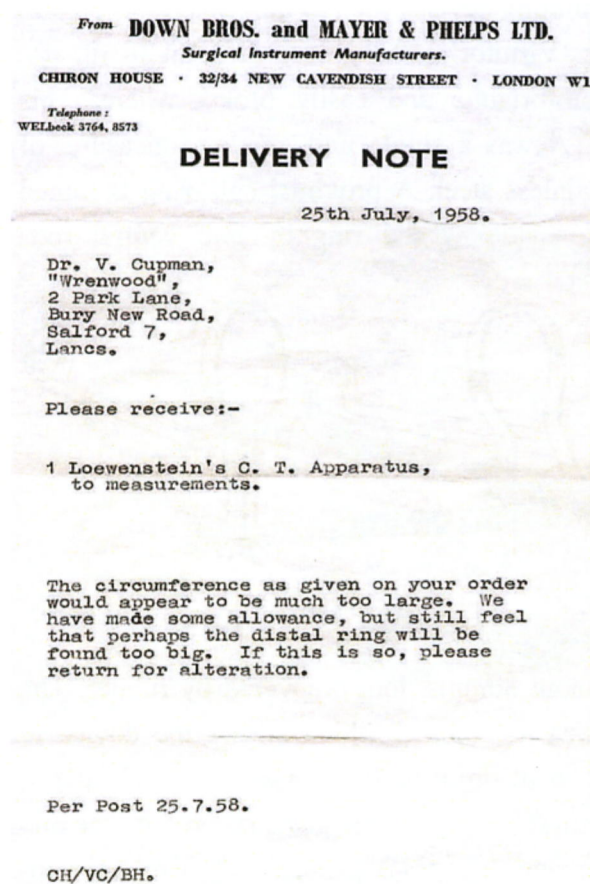 From DOWN BROS. and MAYER & PHELPS LTD.
Surgical Instrument Manufacturers.
CHIRON HOUSE · 32/34 NEW CAVENDISH STREET · LONDON W1
Telephone :
WELbeck 3764, 8573
DELIVERY NOTE
25th July, 1958.
Dr. V. Cupman,
"Wrenwood",
2 Park Lane,
Bury New Road,
Salford 7,
Lancs.
Please receive:-
1 Loewenstein's C. T. Apparatus,
to measurements.
The circumference as given on your order
would appear to be much too large. We
have made some allowance, but still feel
that perhaps the distal ring will be
found too big. If this is so, please
return for alteration.
Per Post 25.7.58.
CH/VC/BH.